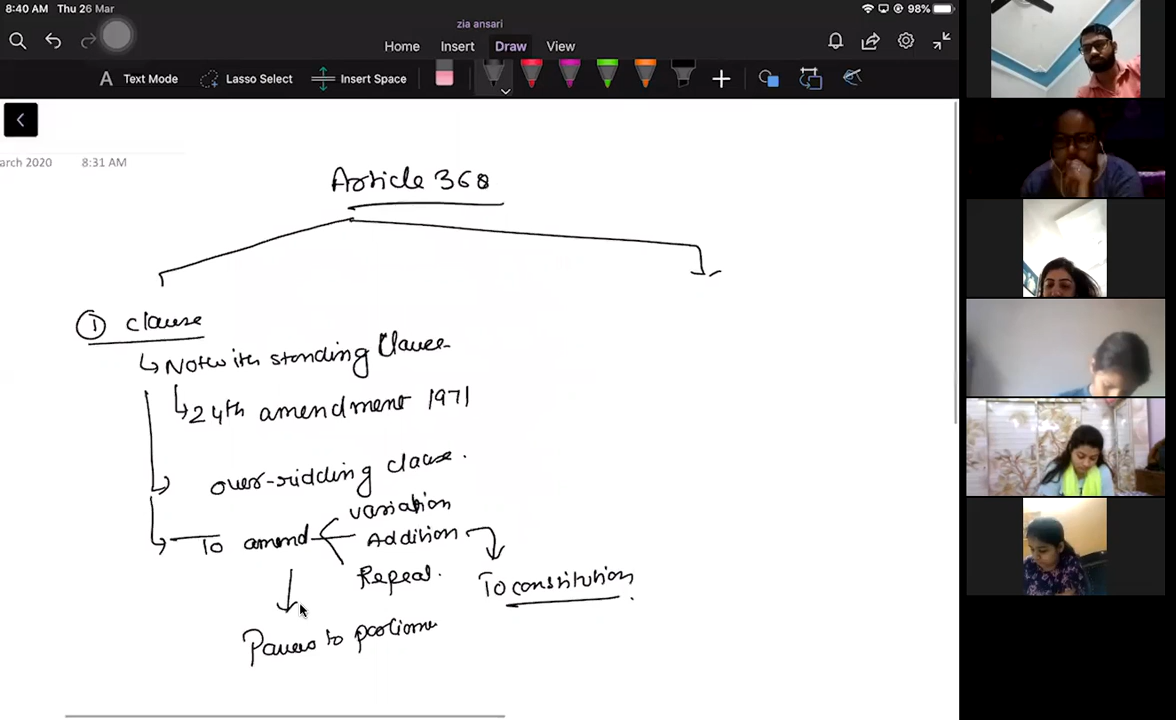 8:40 AM Thu 26 Mar
98%
zia ansari
Home Insert Draw View
Text Mode Lasso Select Insert Space
arch 2020 8:31 AM
Article 368
① clause
Notwithstanding Clause
24th amendment 1971
over-ridding clause.
variation
To amend Addition
Repeal.
To constitution
Powers to parliame